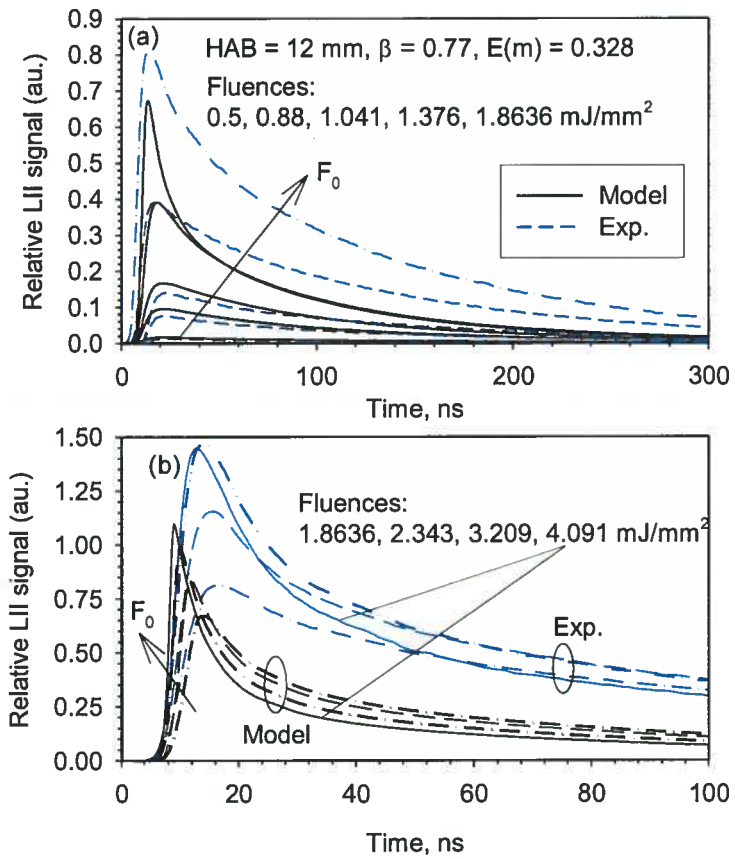 (a)
HAB = 12 mm, β = 0.77, E(m) = 0.328
Fluences:
0.5, 0.88, 1.041, 1.376, 1.8636 mJ/mm²
F₀
Model
Exp.
Relative LII signal (au.)
0.9
0.8
0.7
0.6
0.5
0.4
0.3
0.2
0.1
0.0
0 100 200 300
Time, ns
(b)
Fluences:
1.8636, 2.343, 3.209, 4.091 mJ/mm²
F₀
Exp.
Model
Relative LII signal (au.)
1.50
1.25
1.00
0.75
0.50
0.25
0.00
0 20 40 60 80 100
Time, ns